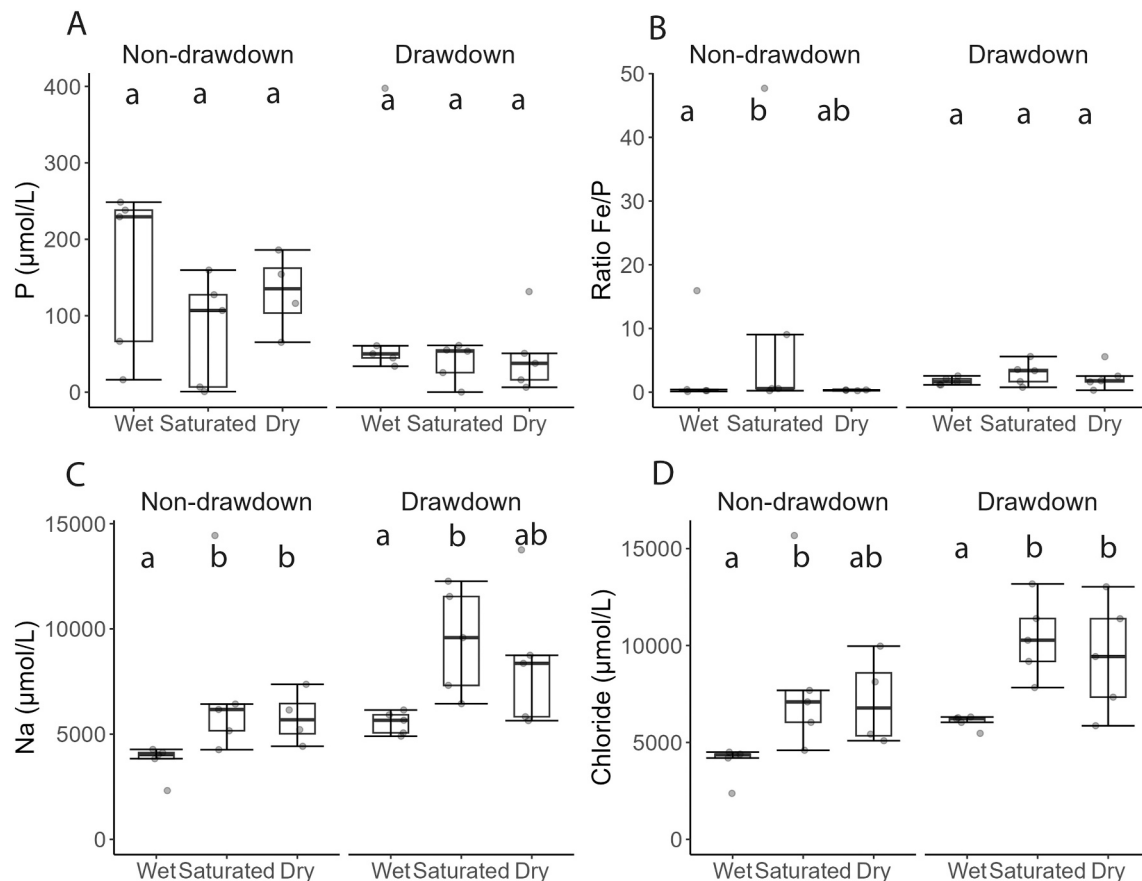 A
Non-drawdown Drawdown
a a a a a a
400
300
200
100
0
P (μmol/L)
Wet Saturated Dry Wet Saturated Dry
B
Non-drawdown Drawdown
a b ab a a a
50
40
30
20
10
0
Ratio Fe/P
Wet Saturated Dry Wet Saturated Dry
C
Non-drawdown Drawdown
a b b a b ab
15000
10000
5000
0
Na (μmol/L)
Wet Saturated Dry Wet Saturated Dry
D
Non-drawdown Drawdown
a b ab a b b
15000
10000
5000
0
Chloride (μmol/L)
Wet Saturated Dry Wet Saturated Dry